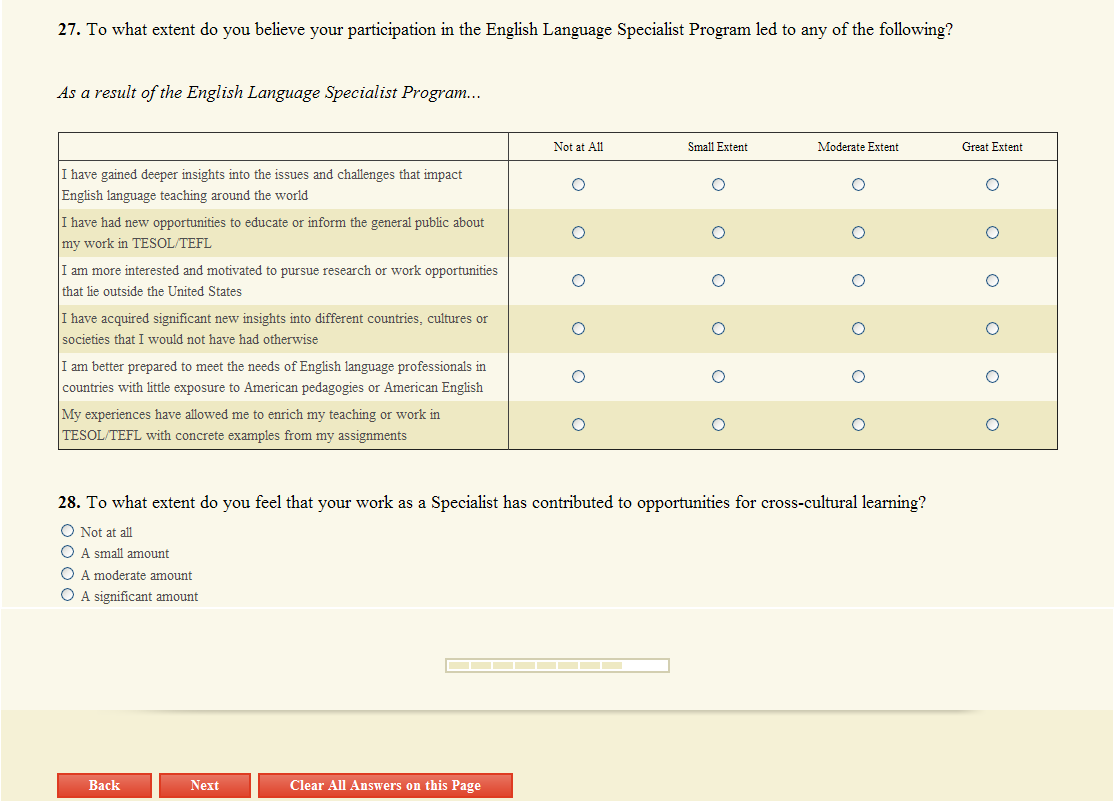 27. To what extent do you believe your participation in the English Language Specialist Program led to any of the following?
As a result of the English Language Specialist Program...
Not at All Small Extent Moderate Extent Great Extent
I have gained deeper insights into the issues and challenges that impact
English language teaching around the world
I have had new opportunities to educate or inform the general public about
my work in TESOL/TEFL
I am more interested and motivated to pursue research or work opportunities
that lie outside the United States
I have acquired significant new insights into different countries, cultures or
societies that I would not have had otherwise
I am better prepared to meet the needs of English language professionals in
countries with little exposure to American pedagogies or American English
My experiences have allowed me to enrich my teaching or work in
TESOL/TEFL with concrete examples from my assignments
28. To what extent do you feel that your work as a Specialist has contributed to opportunities for cross-cultural learning?
Not at all
A small amount
A moderate amount
A significant amount
Back Next Clear All Answers on this Page